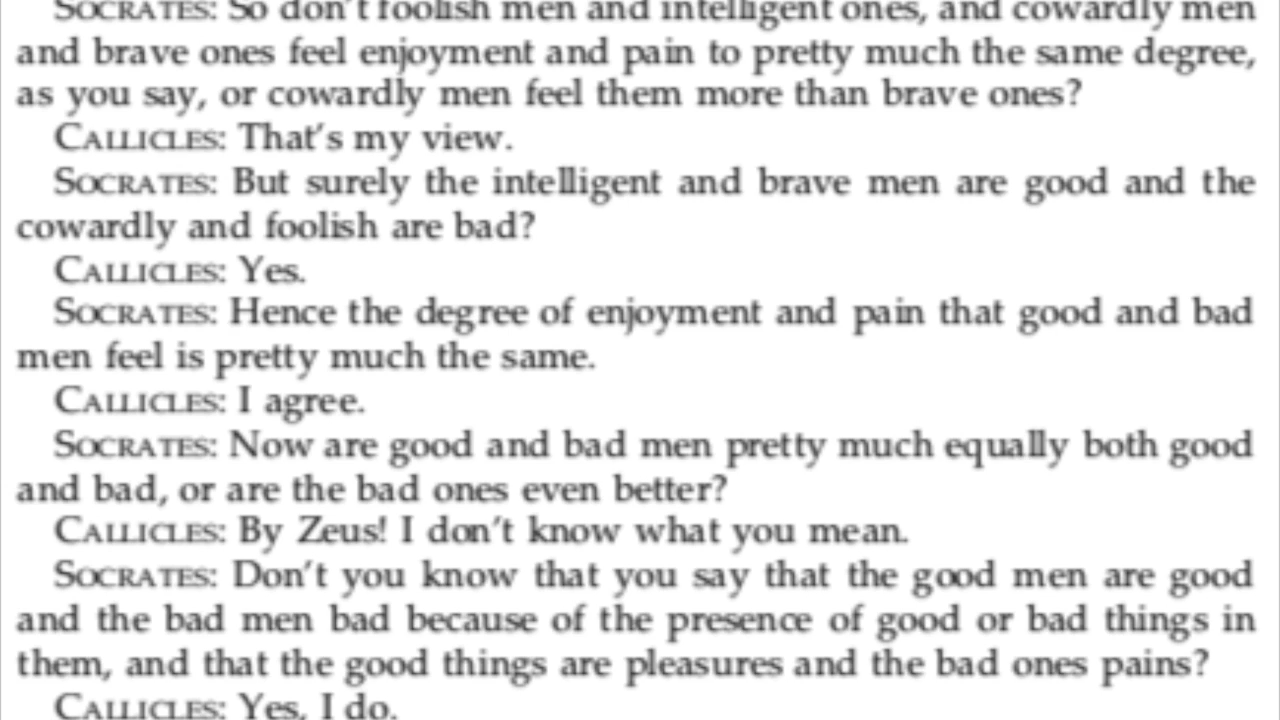 SOCRATES: So don't foolish men and intelligent ones, and cowardly men
and brave ones feel enjoyment and pain to pretty much the same degree,
as you say, or cowardly men feel them more than brave ones?
CALLICLES: That's my view.
SOCRATES: But surely the intelligent and brave men are good and the
cowardly and foolish are bad?
CALLICLES: Yes.
SOCRATES: Hence the degree of enjoyment and pain that good and bad
men feel is pretty much the same.
CALLICLES: I agree.
SOCRATES: Now are good and bad men pretty much equally both good
and bad, or are the bad ones even better?
CALLICLES: By Zeus! I don't know what you mean.
SOCRATES: Don't you know that you say that the good men are good
and the bad men bad because of the presence of good or bad things in
them, and that the good things are pleasures and the bad ones pains?
CALLICLES: Yes, I do.